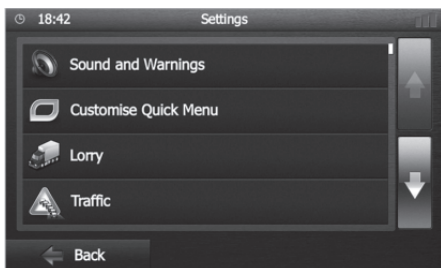 18:42 Settings
Sound and Warnings
Customise Quick Menu
Lorry
Traffic
Back